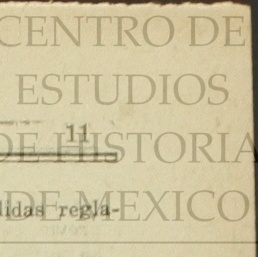 CENTRO DE
ESTUDIOS
11
DE HISTORIA
DE MEXICO
didas regla-